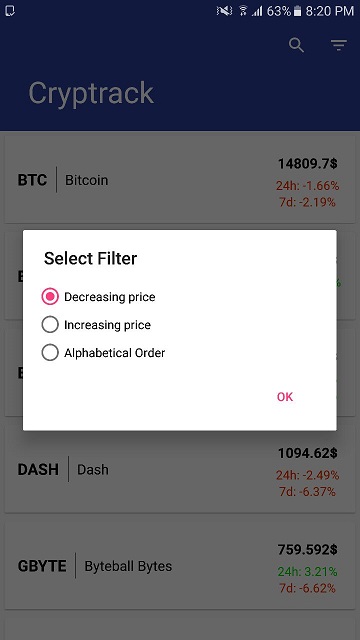 63% 8:20 PM
Cryptrack
14809.7$
BTC | Bitcoin
24h: -1.66%
7d: -2.19%
Select Filter
Decreasing price
Increasing price
Alphabetical Order
OK
1094.62$
DASH | Dash
24h: -2.49%
7d: -6.37%
759.592$
GBYTE | Byteball Bytes
24h: 3.21%
7d: -6.62%